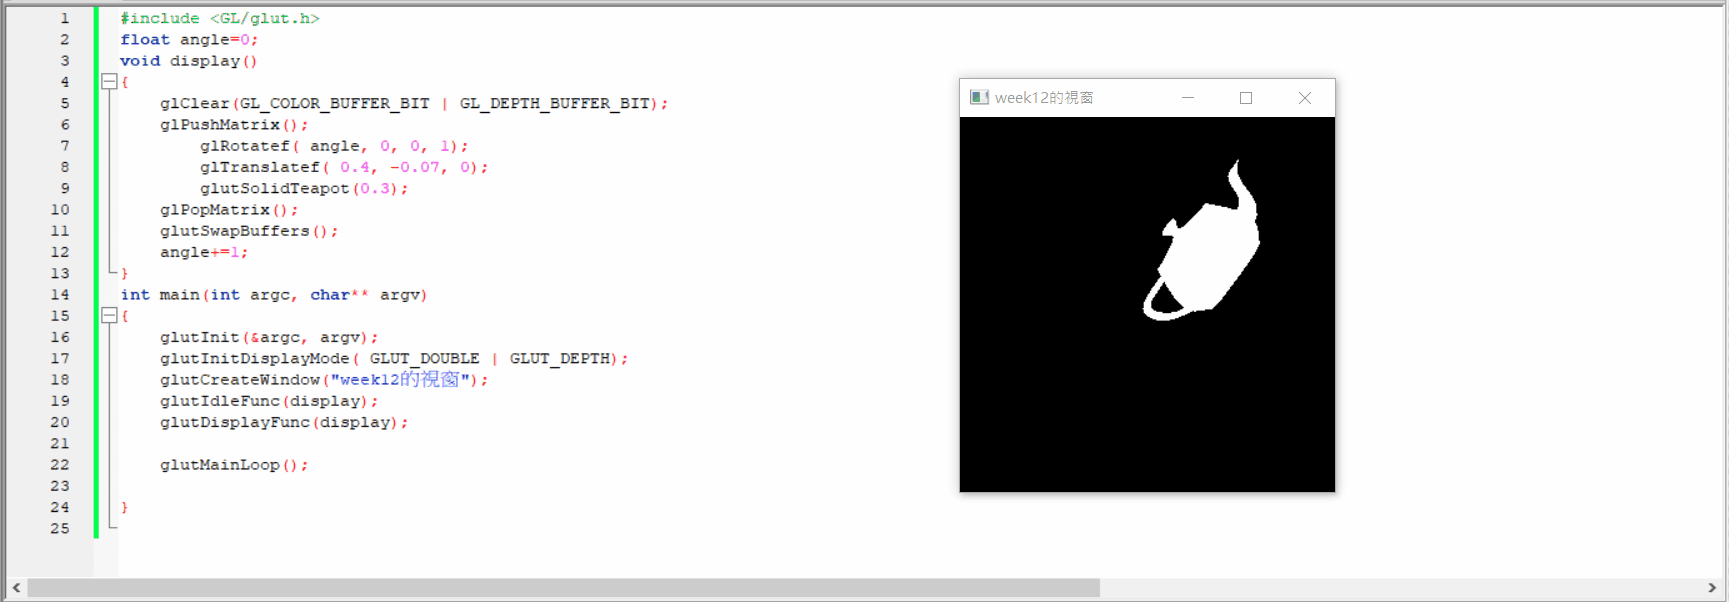 1 #include <GL/glut.h>
2 float angle=0;
3 void display()
4 {
5 glClear(GL_COLOR_BUFFER_BIT | GL_DEPTH_BUFFER_BIT);
6 glPushMatrix();
7 glRotatef( angle, 0, 0, 1);
8 glTranslatef( 0.4, -0.07, 0);
9 glutSolidTeapot(0.3);
10 glPopMatrix();
11 glutSwapBuffers();
12 angle+=1;
13 }
14 int main(int argc, char** argv)
15 {
16 glutInit(&argc, argv);
17 glutInitDisplayMode( GLUT_DOUBLE | GLUT_DEPTH);
18 glutCreateWindow("week12的視窗");
19 glutIdleFunc(display);
20 glutDisplayFunc(display);
21
22 glutMainLoop();
23
24 }
25
week12的視窗